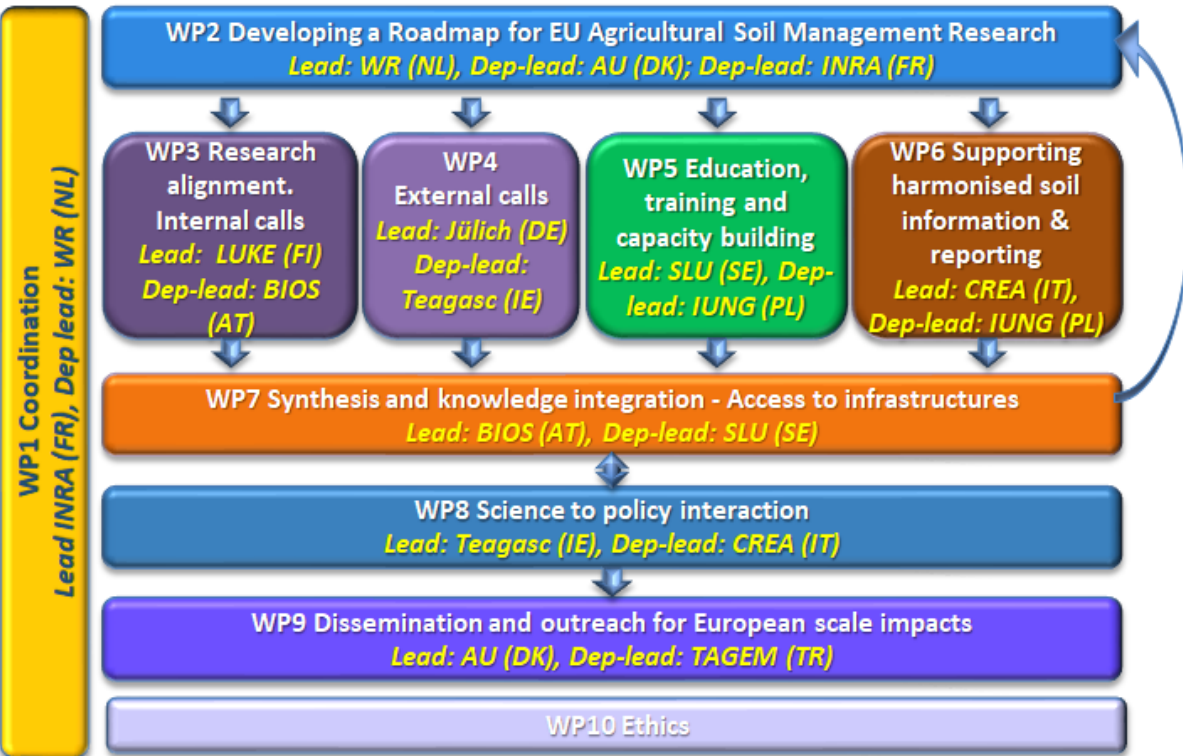 WP1 Coordination
Lead INRA (FR), Dep lead: WR (NL)
WP2 Developing a Roadmap for EU Agricultural Soil Management Research
Lead: WR (NL), Dep-lead: AU (DK); Dep-lead: INRA (FR)
WP3 Research
alignment.
Internal calls
Lead: LUKE (FI)
Dep-lead: BIOS
(AT)
WP4
External calls
Lead: Jülich (DE)
Dep-lead:
Teagasc (IE)
WP5 Education,
training and
capacity building
Lead: SLU (SE), Dep-
lead: IUNG (PL)
WP6 Supporting
harmonised soil
information &
reporting
Lead: CREA (IT),
Dep-lead: IUNG (PL)
WP7 Synthesis and knowledge integration - Access to infrastructures
Lead: BIOS (AT), Dep-lead: SLU (SE)
WP8 Science to policy interaction
Lead: Teagasc (IE), Dep-lead: CREA (IT)
WP9 Dissemination and outreach for European scale impacts
Lead: AU (DK), Dep-lead: TAGEM (TR)
WP10 Ethics